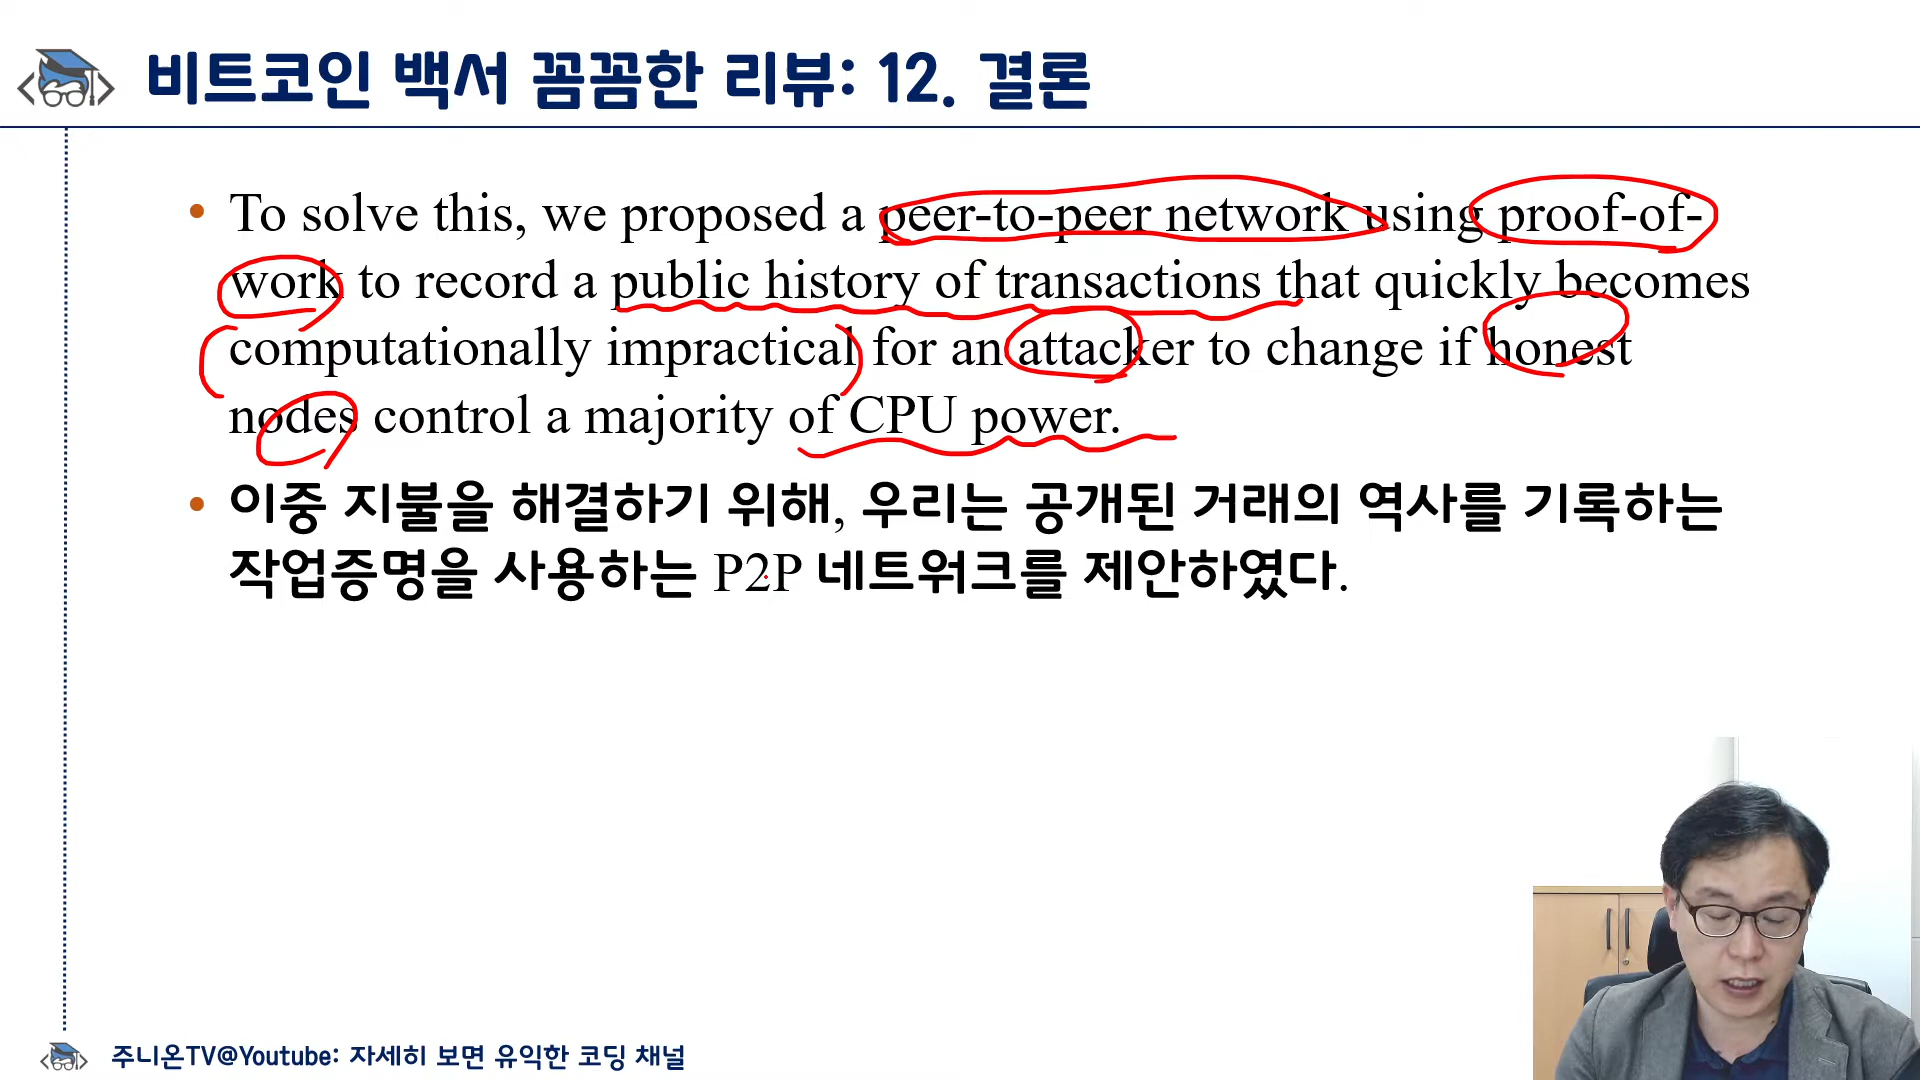 비트코인 백서 꼼꼼한 리뷰: 12. 결론
• To solve this, we proposed a peer-to-peer network using proof-of-
work to record a public history of transactions that quickly becomes
computationally impractical for an attacker to change if honest
nodes control a majority of CPU power.
• 이중 지불을 해결하기 위해, 우리는 공개된 거래의 역사를 기록하는
작업증명을 사용하는 P2P 네트워크를 제안하였다.
주니온TV@Youtube: 자세히 보면 유익한 코딩 채널